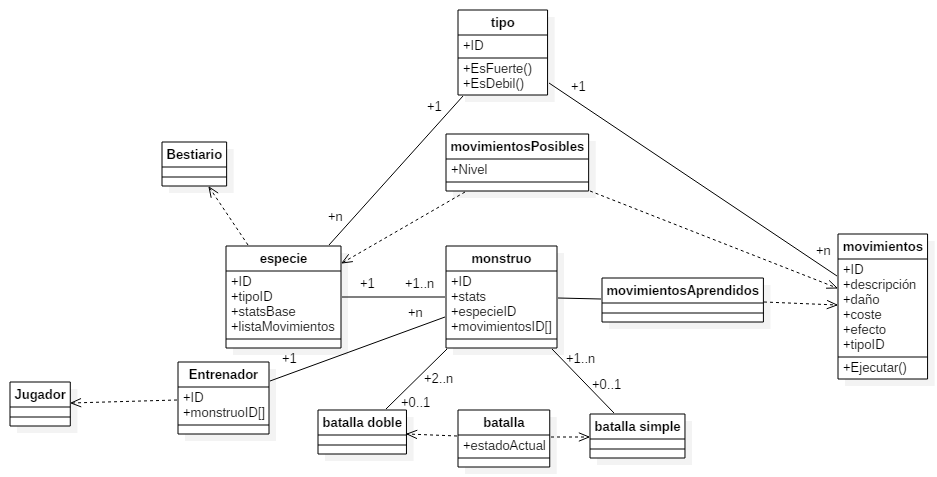 tipo
+ID
+EsFuerte()
+EsDebil()
+1
+1
movimientosPosibles
+Nivel
Bestiario
+n
+n
especie
+ID
+tipoID
+statsBase
+listaMovimientos
+1
+1..n
monstruo
+ID
+stats
+especieID
+movimientosID[]
movimientosAprendidos
movimientos
+ID
+descripción
+daño
+coste
+efecto
+tipoID
+Ejecutar()
+n
+1
Entrenador
+ID
+monstruoID[]
Jugador
+2..n
+0..1
+1..n
+0..1
batalla doble
batalla
+estadoActual
batalla simple